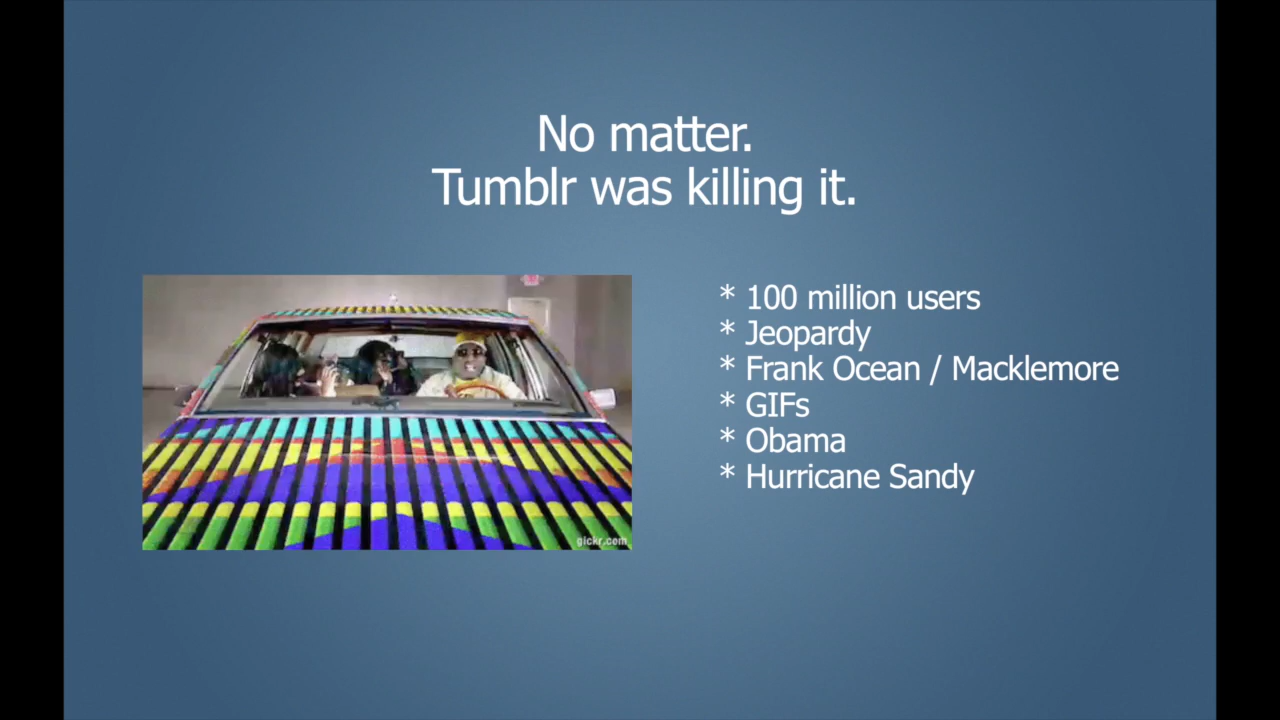 No matter.
Tumblr was killing it.
* 100 million users
* Jeopardy
* Frank Ocean / Macklemore
* GIFs
* Obama
* Hurricane Sandy
gickr.com